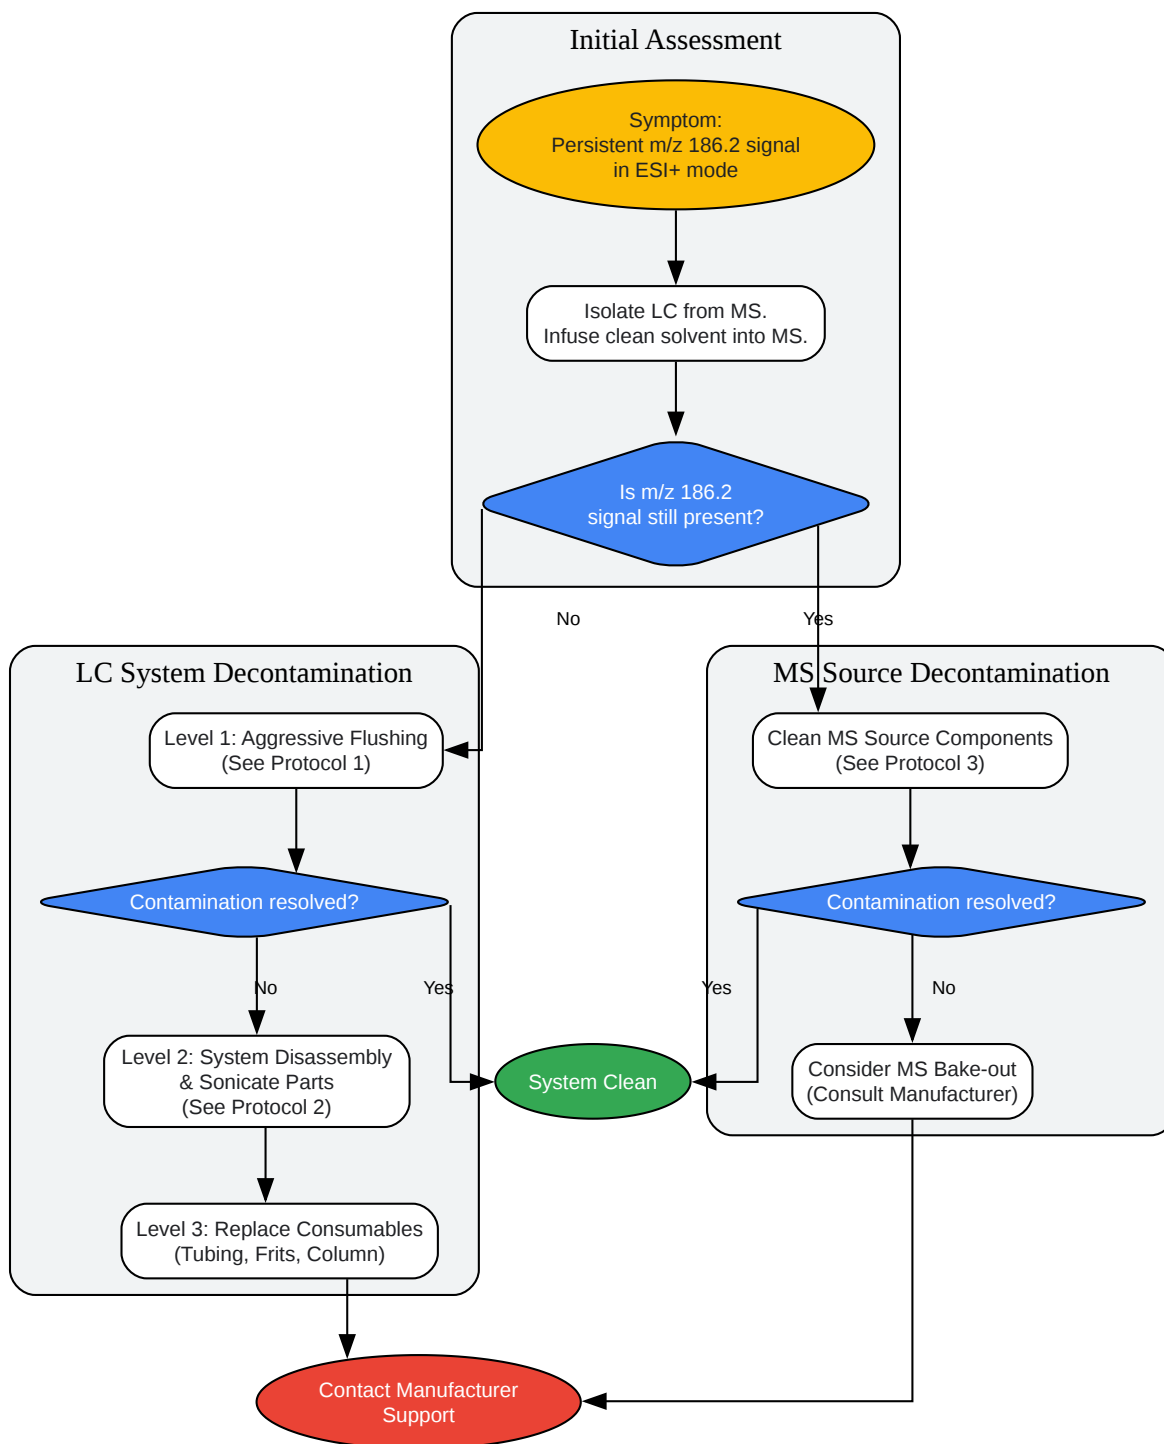 Initial Assessment
Symptom:
Persistent m/z 186.2 signal
in ESI+ mode
Isolate LC from MS.
Infuse clean solvent into MS.
Is m/z 186.2
signal still present?
No
Yes
LC System Decontamination
Level 1: Aggressive Flushing
(See Protocol 1)
Contamination resolved?
No
Yes
Level 2: System Disassembly
& Sonicate Parts
(See Protocol 2)
Level 3: Replace Consumables
(Tubing, Frits, Column)
MS Source Decontamination
Clean MS Source Components
(See Protocol 3)
Contamination resolved?
Yes
No
Consider MS Bake-out
(Consult Manufacturer)
System Clean
Contact Manufacturer
Support